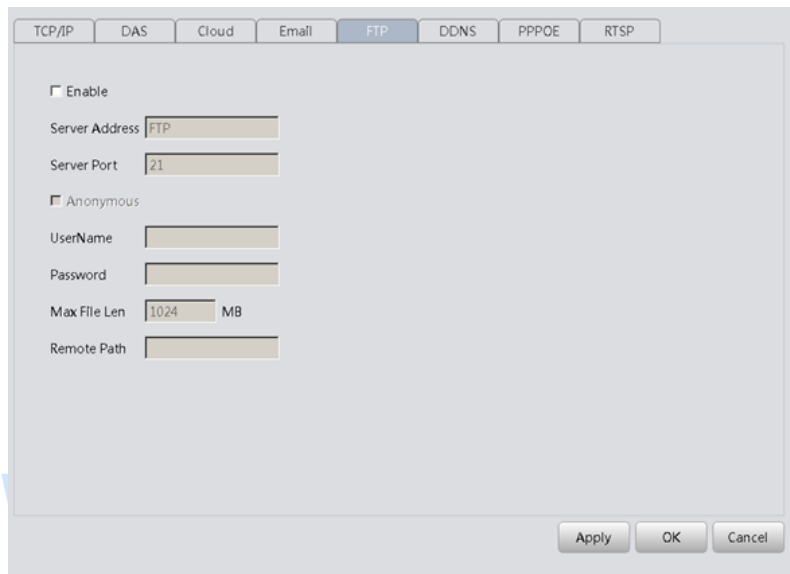 TCP/IP DAS Cloud Email FTP DDNS PPPOE RTSP
Enable
Server Address FTP
Server Port 21
Anonymous
UserName
Password
Max File Len 1024 MB
Remote Path
Apply OK Cancel